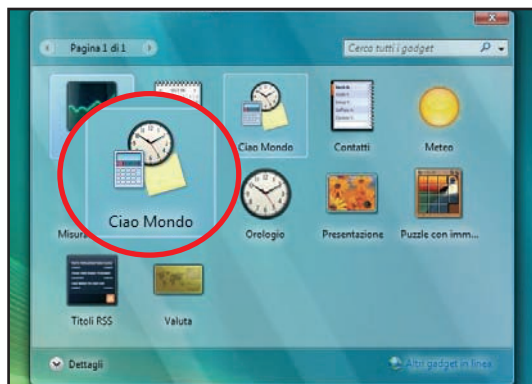 Pagina 1 di 1
Cerca tutti i gadget
Ciao Mondo
Contatti
Meteo
Ciao Mondo
Orologio
Presentazione
Puzzle con imm...
Titoli RSS
Valuta
Dettagli
Altri gadget in linea